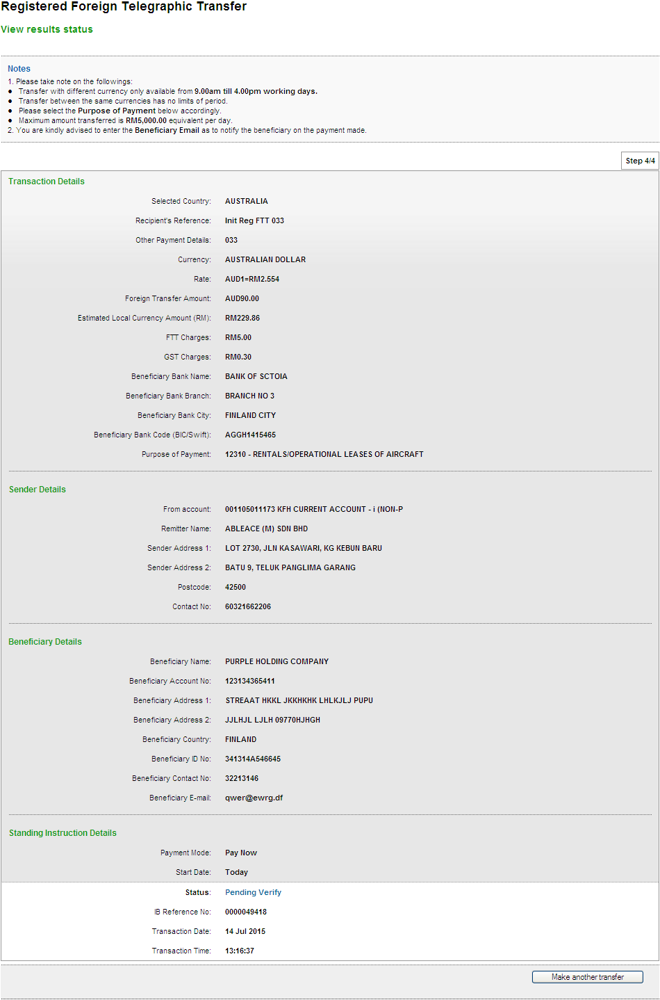 Registered Foreign Telegraphic Transfer
View results status
Notes
1. Please take note on the followings:
● Transfer with different currency only available from 9.00am till 4.00pm working days.
● Transfer between the same currencies has no limits of period.
● Please select the Purpose of Payment below accordingly.
● Maximum amount transferred is RM5,000.00 equivalent per day.
2. You are kindly advised to enter the Beneficiary Email as to notify the beneficiary on the payment made.
Step 4/4
Transaction Details
Selected Country: AUSTRALIA
Recipient's Reference: Init Reg FTT 033
Other Payment Details: 033
Currency: AUSTRALIAN DOLLAR
Rate: AUD1=RM2.554
Foreign Transfer Amount: AUD90.00
Estimated Local Currency Amount (RM): RM229.86
FTT Charges: RM5.00
GST Charges: RM0.30
Beneficiary Bank Name: BANK OF SCTOIA
Beneficiary Bank Branch: BRANCH NO 3
Beneficiary Bank City: FINLAND CITY
Beneficiary Bank Code (BIC/Swift): AGGH1415465
Purpose of Payment: 12310 - RENTALS/OPERATIONAL LEASES OF AIRCRAFT
Sender Details
From account: 001105011173 KFH CURRENT ACCOUNT - i (NON-P
Remitter Name: ABLEACE (M) SDN BHD
Sender Address 1: LOT 2730, JLN KASAWARI, KG KEBUN BARU
Sender Address 2: BATU 9, TELUK PANGLIMA GARANG
Postcode: 42500
Contact No: 60321662206
Beneficiary Details
Beneficiary Name: PURPLE HOLDING COMPANY
Beneficiary Account No: 123134365411
Beneficiary Address 1: STREAAT HKKL JKKHKHK LHLKJLJ PUPU
Beneficiary Address 2: JJLHJL LJLH 09770HJHGH
Beneficiary Country: FINLAND
Beneficiary ID No: 341314A546645
Beneficiary Contact No: 32213146
Beneficiary E-mail: qwer@ewrg.df
Standing Instruction Details
Payment Mode: Pay Now
Start Date: Today
Status: Pending Verify
IB Reference No: 0000049418
Transaction Date: 14 Jul 2015
Transaction Time: 13:16:37
Make another transfer